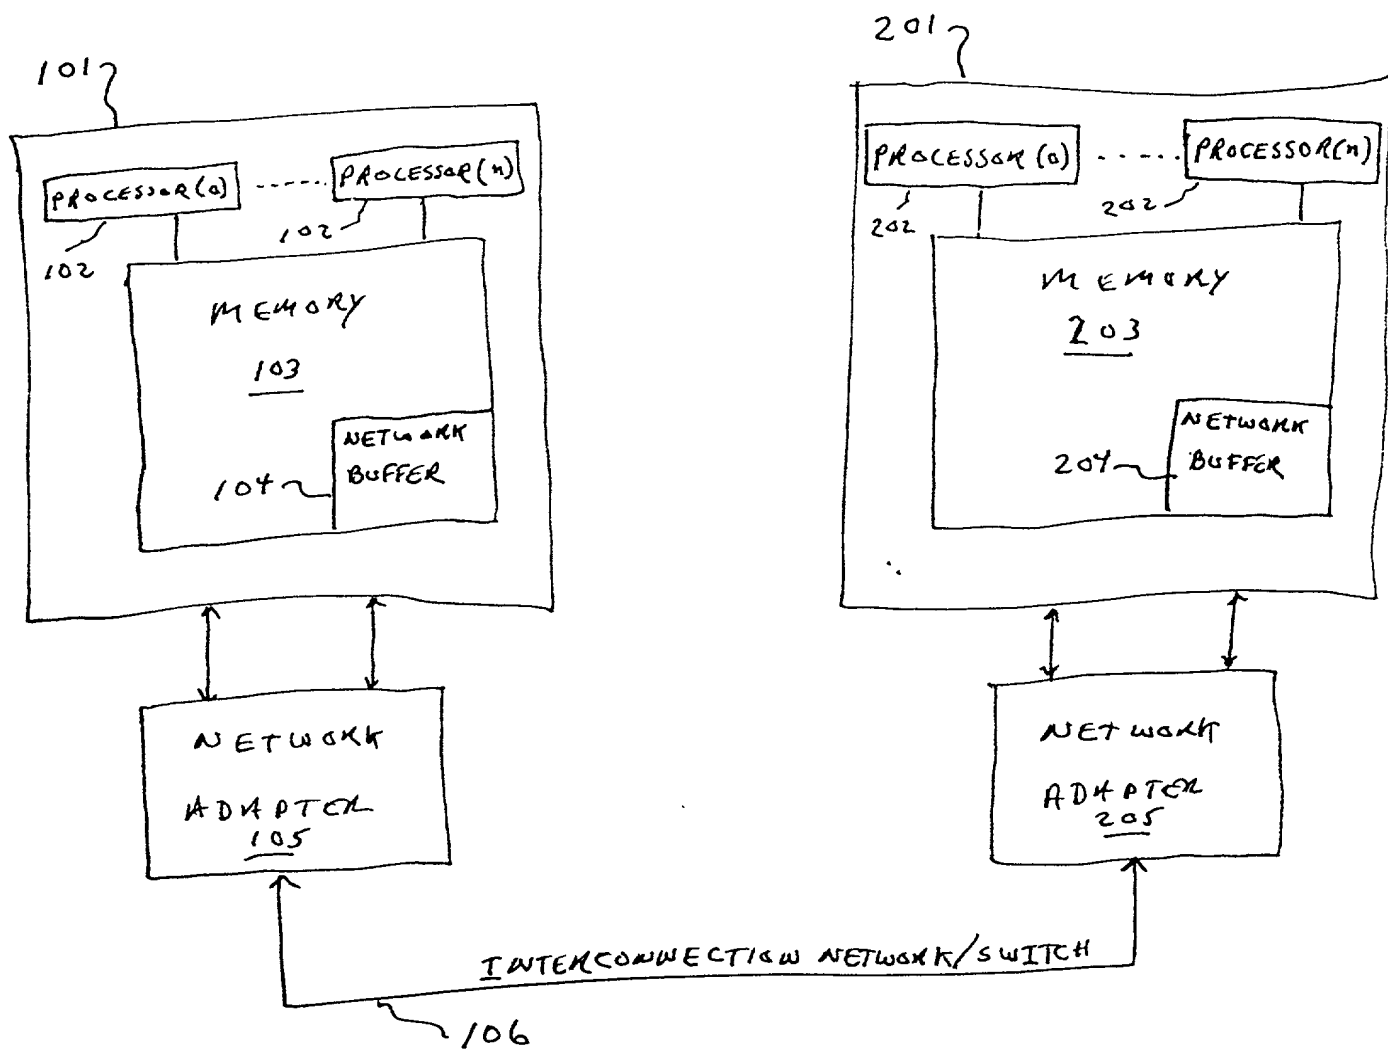 101
PROCESSOR(0) ...... PROCESSOR(n)
102
102
MEMORY
103
NETWORK
BUFFER
104
NETWORK
ADAPTER
105
201
PROCESSOR(0) ...... PROCESSOR(n)
202
202
MEMORY
203
NETWORK
BUFFER
204
NETWORK
ADAPTER
205
INTERCONNECTION NETWORK/SWITCH
106